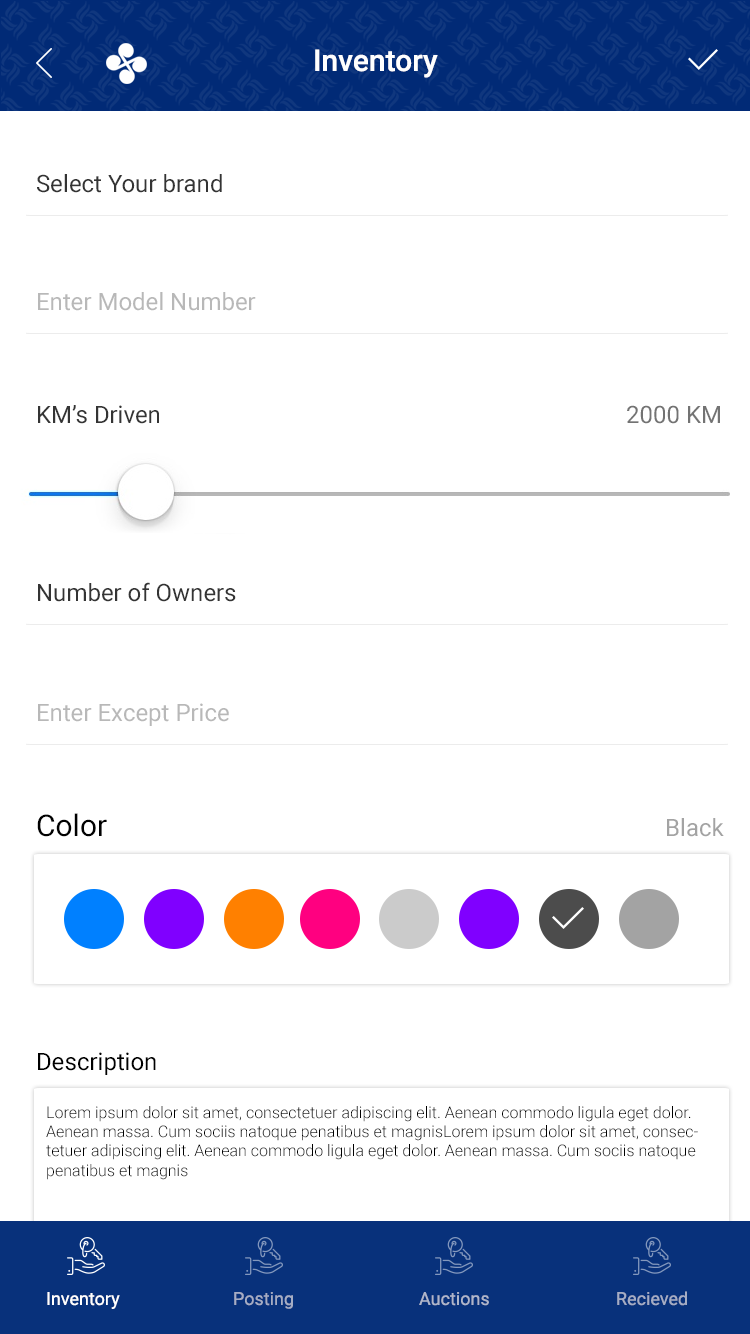 Inventory
Select Your brand
Enter Model Number
KM’s Driven 2000 KM
Number of Owners
Enter Except Price
Color Black
Description
Lorem ipsum dolor sit amet, consectetuer adipiscing elit. Aenean commodo ligula eget dolor.
Aenean massa. Cum sociis natoque penatibus et magnisLorem ipsum dolor sit amet, consec-
tetuer adipiscing elit. Aenean commodo ligula eget dolor. Aenean massa. Cum sociis natoque
penatibus et magnis
Inventory Posting Auctions Recieved